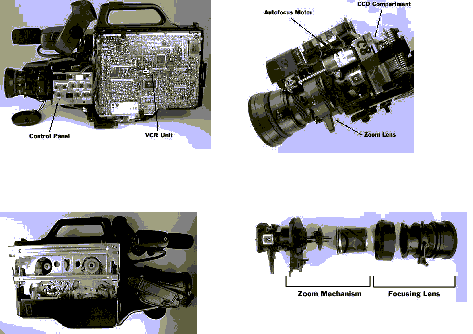 CCD Compartment
Autofocus Motor
Control Panel
VCR Unit
Zoom Lens
Zoom Mechanism
Focusing Lens